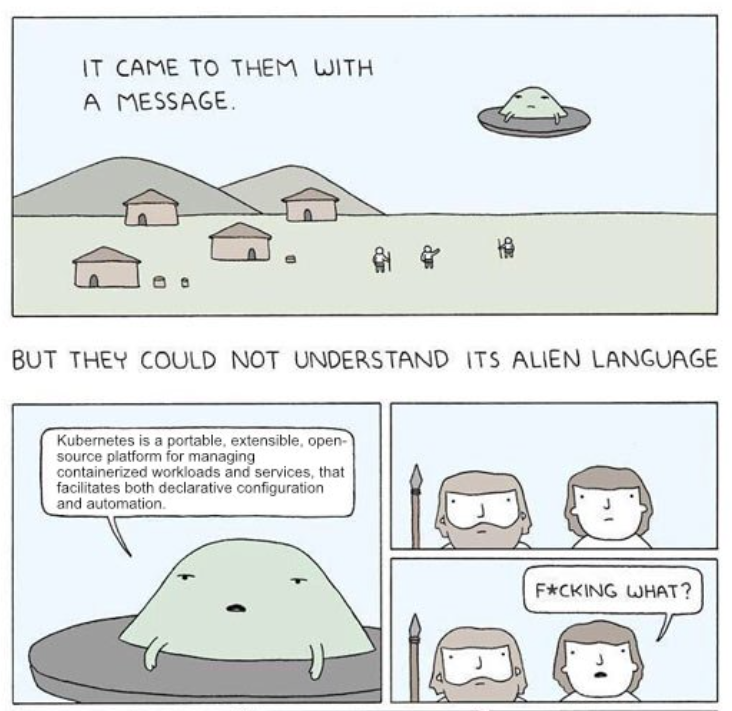 IT CAME TO THEM WITH
A MESSAGE.
BUT THEY COULD NOT UNDERSTAND ITS ALIEN LANGUAGE
Kubernetes is a portable, extensible, open-
source platform for managing
containerized workloads and services, that
facilitates both declarative configuration
and automation.
F*CKING WHAT?